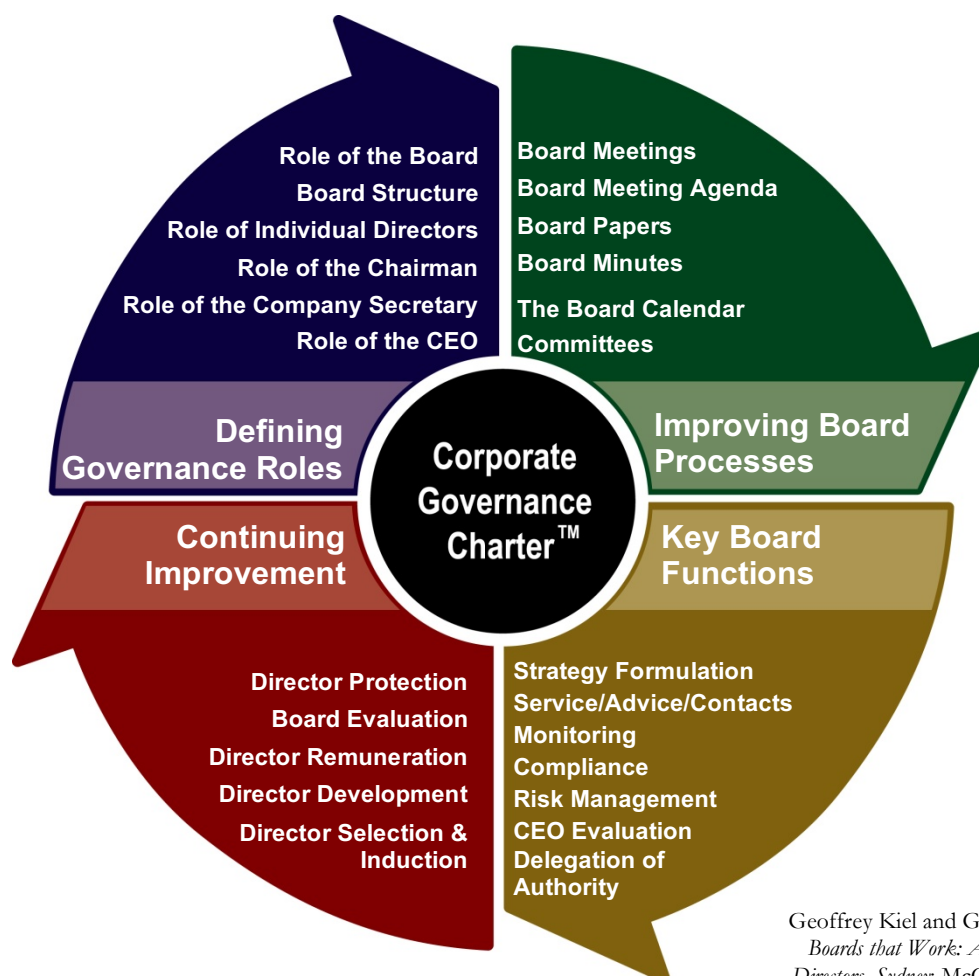 Role of the Board
Board Structure
Role of Individual Directors
Role of the Chairman
Role of the Company Secretary
Role of the CEO
Defining
Governance Roles
Board Meetings
Board Meeting Agenda
Board Papers
Board Minutes
The Board Calendar
Committees
Improving Board
Processes
Corporate
Governance
Charter™
Continuing
Improvement
Director Protection
Board Evaluation
Director Remuneration
Director Development
Director Selection &
Induction
Key Board
Functions
Strategy Formulation
Service/Advice/Contacts
Monitoring
Compliance
Risk Management
CEO Evaluation
Delegation of
Authority
Geoffrey Kiel and
Boards that Work:
Directors, Sydney: